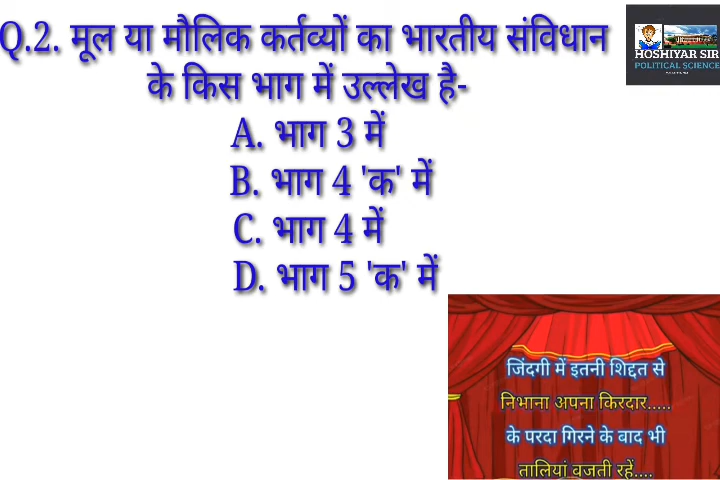 Q.2. मूल या मौलिक कर्तव्यों का भारतीय संविधान
के किस भाग में उल्लेख है-
A. भाग 3 में
B. भाग 4 'क' में
C. भाग 4 में
D. भाग 5 'क' में
HOSHIYAR SIR
POLITICAL SCIENCE
जिंदगी में इतनी शिद्दत से
निभाना अपना किरदार.....
के परदा गिरने के बाद भी
तालियां वजती रहें....